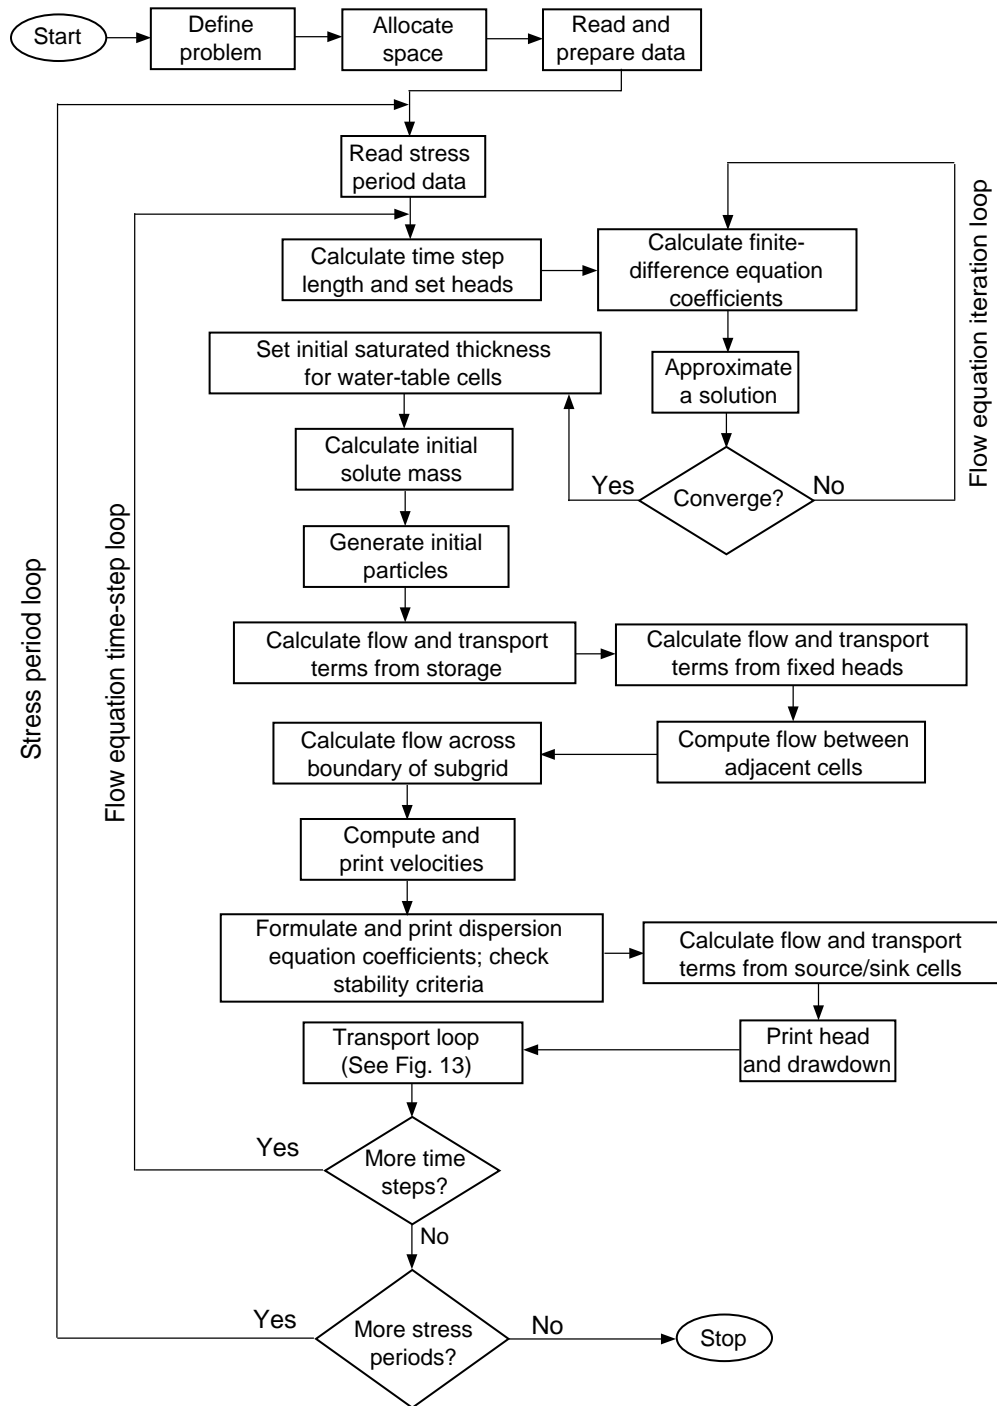 Start
Define
problem
Allocate
space
Read and
prepare data
Read stress
period data
Calculate time step
length and set heads
Calculate finite-
difference equation
coefficients
Approximate
a solution
Converge?
Yes
No
Flow equation iteration loop
Set initial saturated thickness
for water-table cells
Calculate initial
solute mass
Generate initial
particles
Calculate flow and transport
terms from storage
Calculate flow and transport
terms from fixed heads
Compute flow between
adjacent cells
Calculate flow across
boundary of subgrid
Compute and
print velocities
Formulate and print dispersion
equation coefficients; check
stability criteria
Calculate flow and transport
terms from source/sink cells
Print head
and drawdown
Transport loop
(See Fig. 13)
More time
steps?
Yes
No
Flow equation time-step loop
More stress
periods?
Yes
No
Stress period loop
Stop